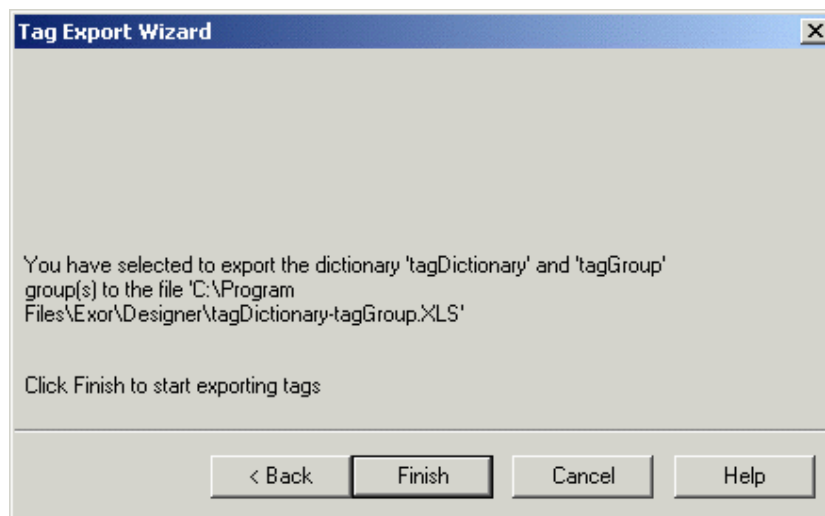 Tag Export Wizard
You have selected to export the dictionary 'tagDictionary' and 'tagGroup'
group(s) to the file 'C:\Program
Files\Exor\Designer\tagDictionary-tagGroup.XLS'
Click Finish to start exporting tags
< Back
Finish
Cancel
Help